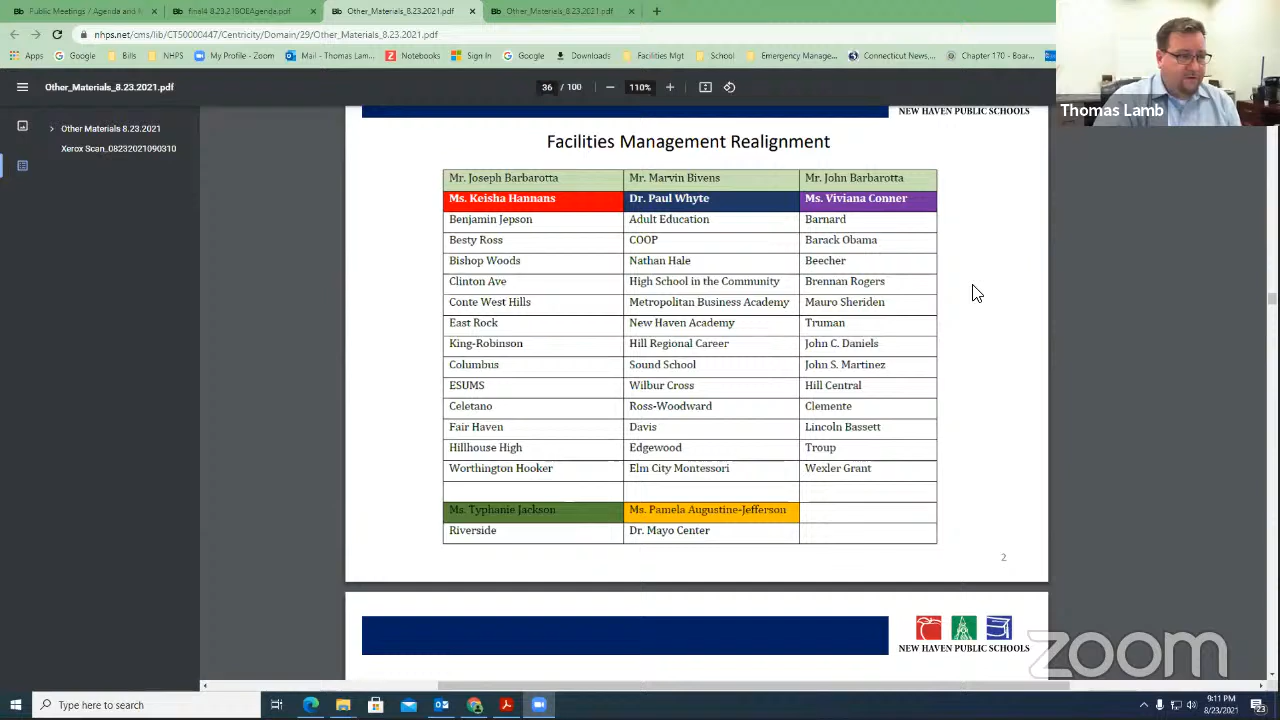 Public Meetings / Agenda and M
final4 8.23.2021BOEAgenda.pdf
Other_Materials_8.23.2021.pdf
Other_Materials_8.23.2021.pdf
nhps.net/cms/lib/CT50000447/Centricity/Domain/29/Other_Materials_8.23.2021.pdf
Apps Google Bills NHPS My Drive - Google D... Mail - Thomas Lam... Notebooks Sign In Downloads Facilities Mgt School Emergency Manage... Connecticut News,... Chapter 170 - Boar...
Other_Materials_8.23.2021.pdf 36 / 100 110%
Thomas Lamb
Other Materials 8.23.2021
Xerox Scan_08232021090310
NEW HAVEN PUBLIC SCHOOLS
Facilities Management Realignment
Mr. Joseph Barbarotta Mr. Marvin Bivens Mr. John Barbarotta
Ms. Keisha Hannans Dr. Paul Whyte Ms. Viviana Conner
Benjamin Jepson Adult Education Barnard
Besty Ross COOP Barack Obama
Bishop Woods Nathan Hale Beecher
Clinton Ave High School in the Community Brennan Rogers
Conte West Hills Metropolitan Business Academy Mauro Sheriden
East Rock New Haven Academy Truman
King-Robinson Hill Regional Career John C. Daniels
Columbus Sound School John S. Martinez
ESUMS Wilbur Cross Hill Central
Celetano Ross-Woodward Clemente
Fair Haven Davis Lincoln Bassett
Hillhouse High Edgewood Troup
Worthington Hooker Elm City Montessori Wexler Grant
Ms. Typhanie Jackson Ms. Pamela Augustine-Jefferson
Riverside Dr. Mayo Center
2
NEW HAVEN PUBLIC SCHOOLS
zoom
Type here to search
9:11 PM
8/23/2021